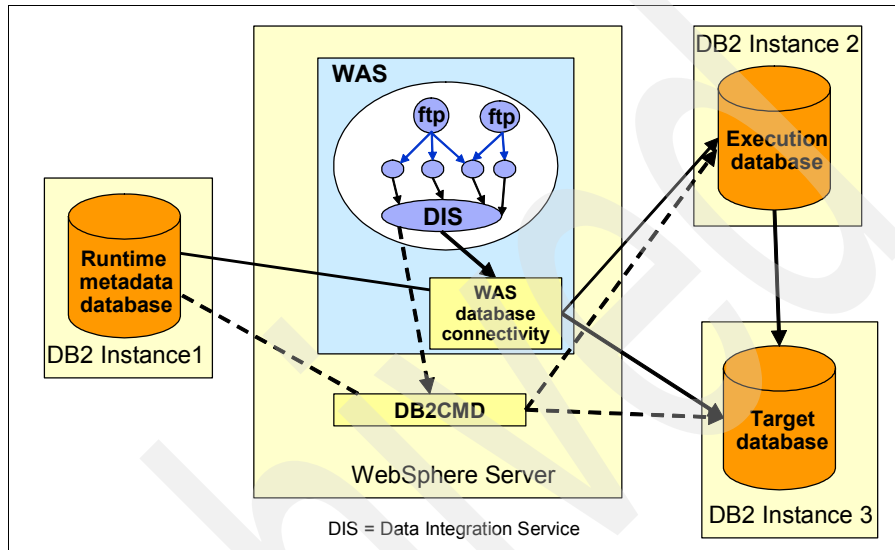 WAS
ftp
ftp
DIS
WAS
database
connectivity
DB2CMD
WebSphere Server
DIS = Data Integration Service
Runtime
metadata
database
DB2 Instance1
DB2 Instance 2
Execution
database
Target
database
DB2 Instance 3